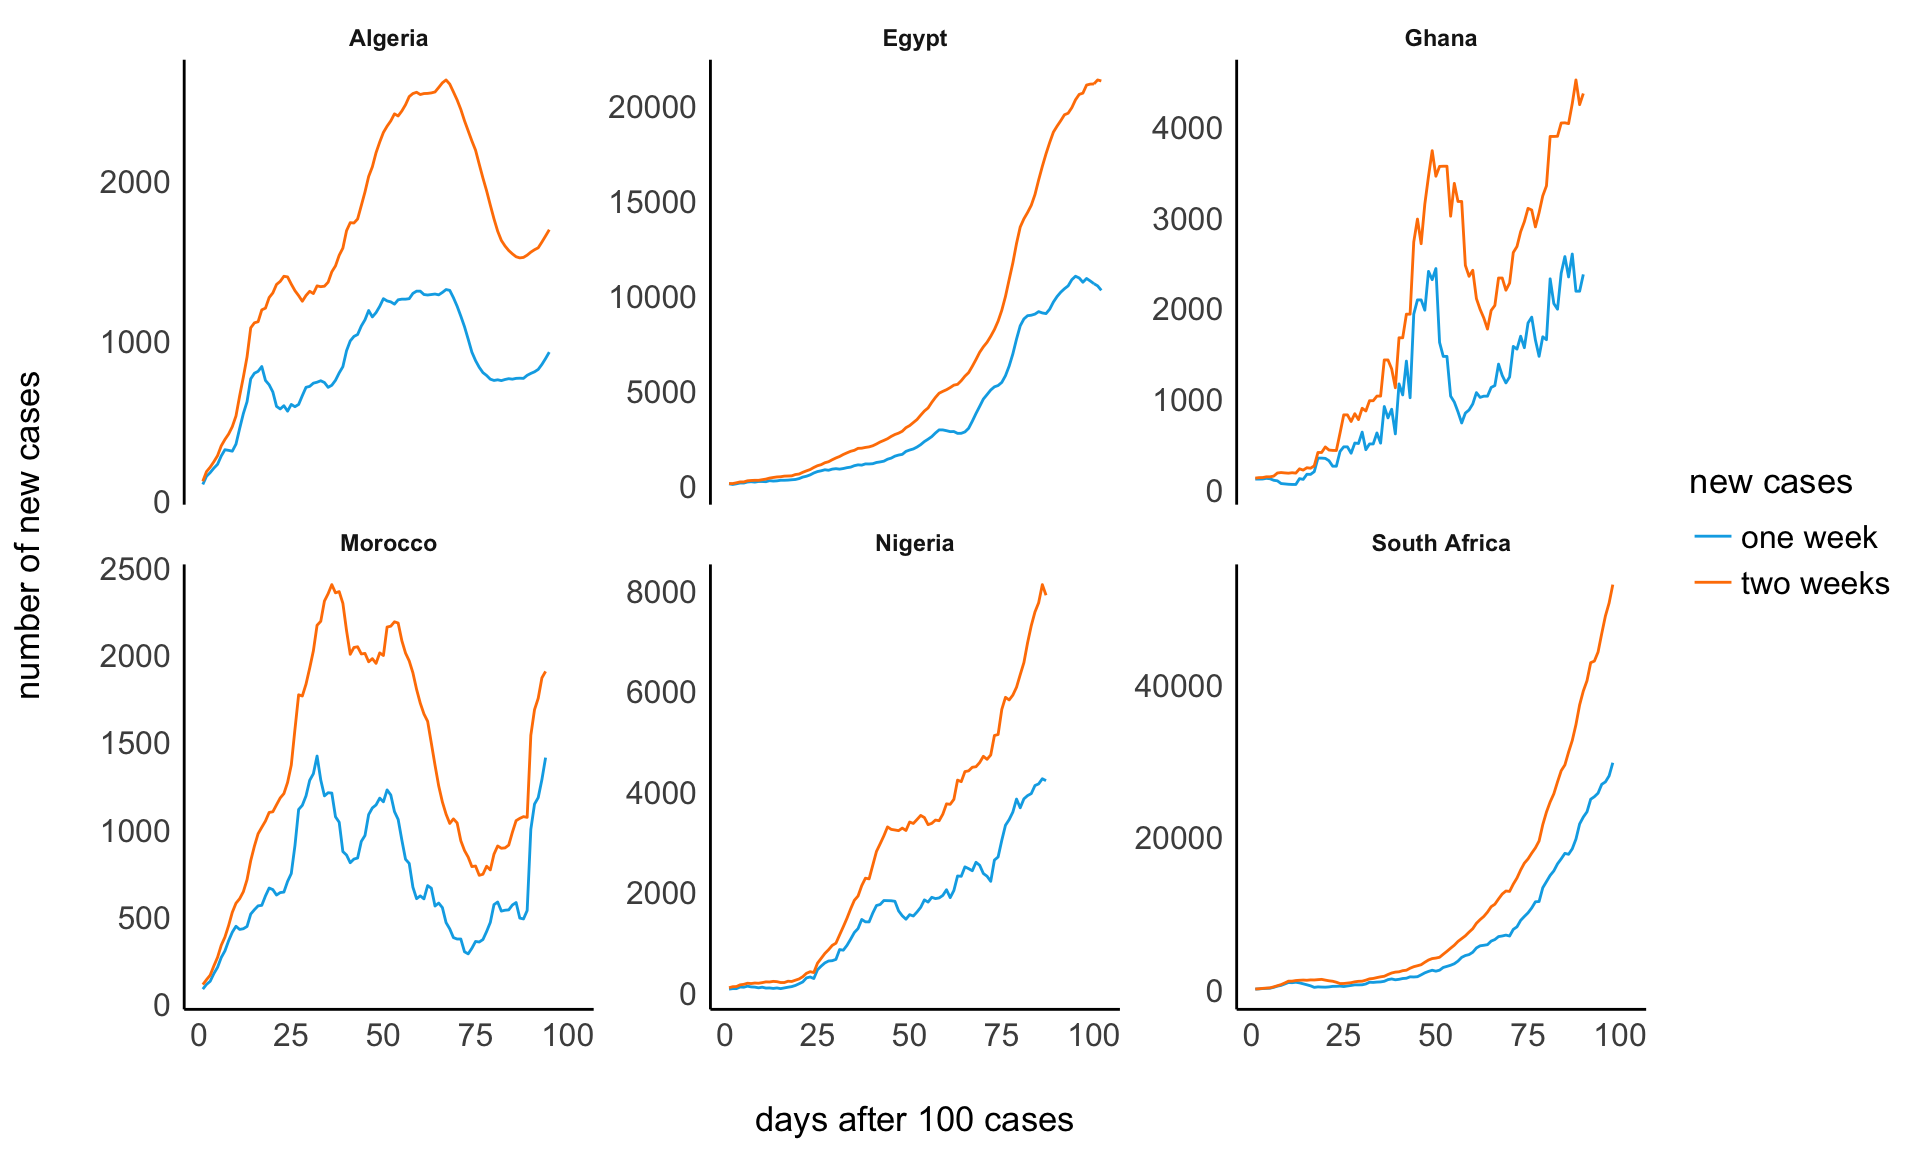 Algeria
Egypt
Ghana
2000
1000
0
20000
15000
10000
5000
0
4000
3000
2000
1000
0
number of new cases
Morocco
Nigeria
South Africa
2500
2000
1500
1000
500
0
8000
6000
4000
2000
0
40000
20000
0
0 25 50 75 100
0 25 50 75 100
0 25 50 75 100
days after 100 cases
new cases
one week
two weeks